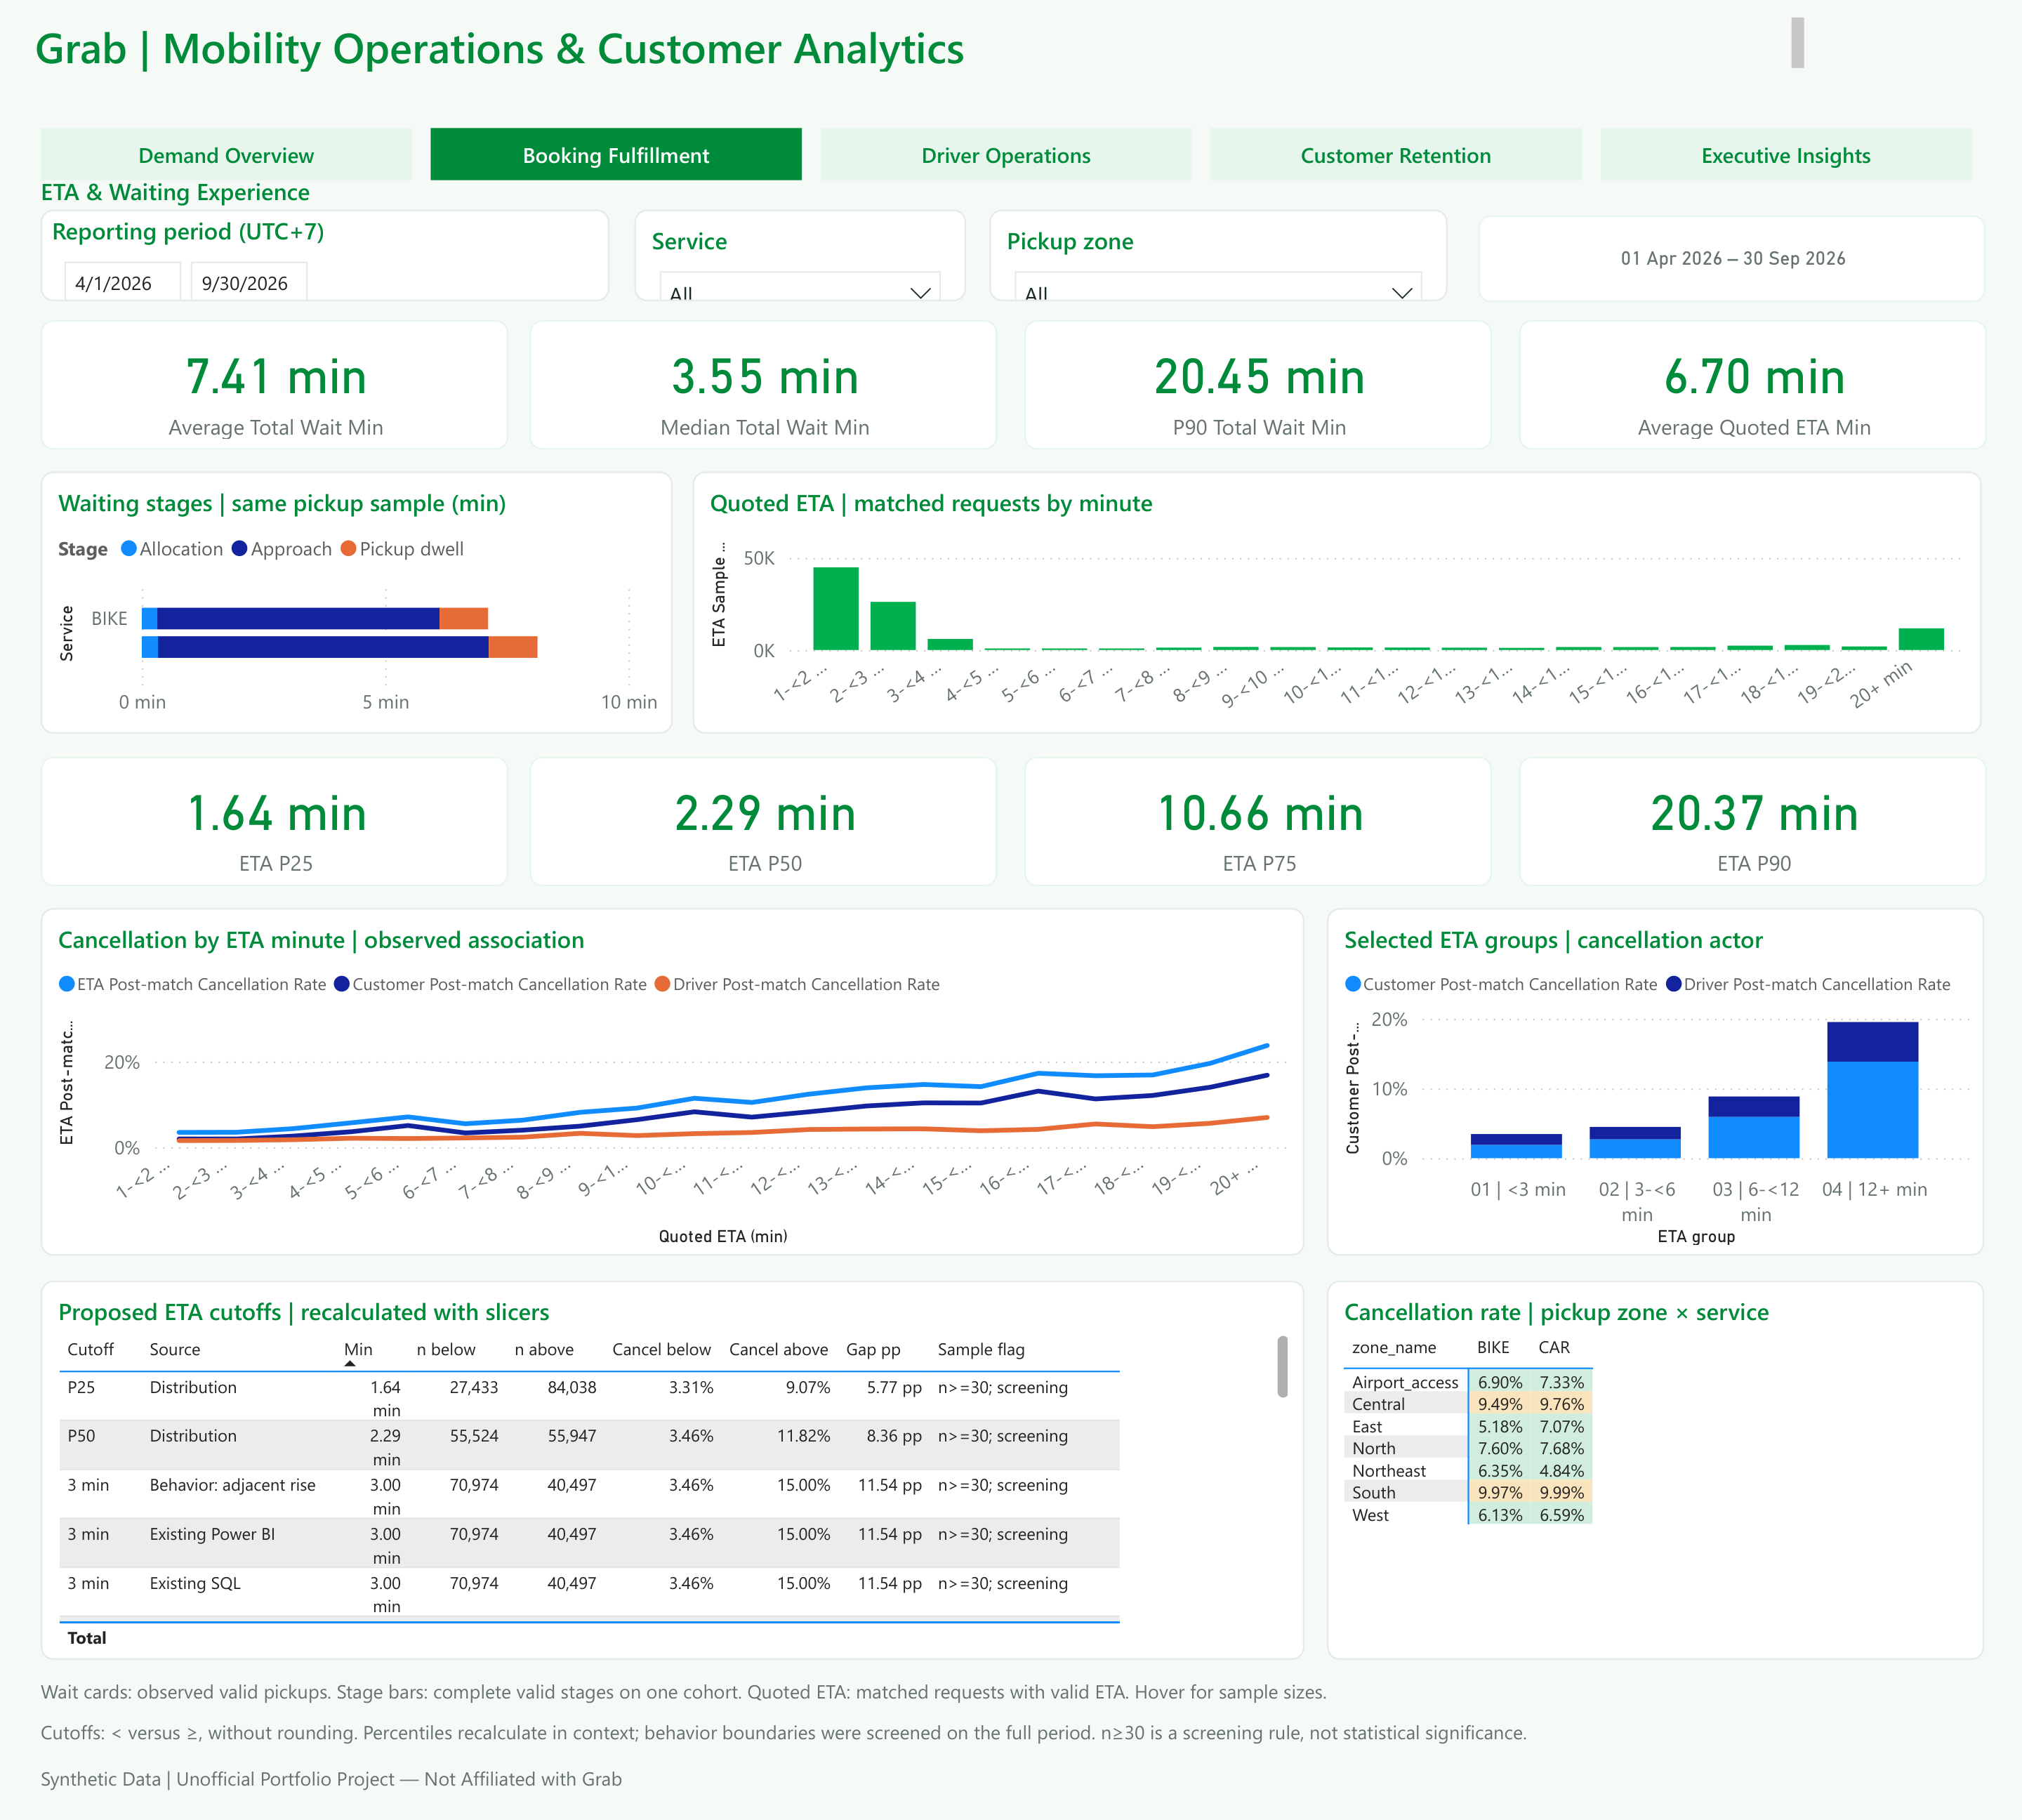 Grab | Mobility Operations & Customer Analytics
Demand Overview
Booking Fulfillment
Driver Operations
Customer Retention
Executive Insights
ETA & Waiting Experience
Reporting period (UTC+7)
4/1/2026
9/30/2026
Service
All
Pickup zone
All
01 Apr 2026 – 30 Sep 2026
7.41 min
Average Total Wait Min
3.55 min
Median Total Wait Min
20.45 min
P90 Total Wait Min
6.70 min
Average Quoted ETA Min
Waiting stages | same pickup sample (min)
Stage Allocation Approach Pickup dwell
Service
BIKE
0 min 5 min 10 min
Quoted ETA | matched requests by minute
ETA Sample ...
50K
0K
1-<2 ... 2-<3 ... 3-<4 ... 4-<5 ... 5-<6 ... 6-<7 ... 7-<8 ... 8-<9 ... 9-<10 ... 10-<1... 11-<1... 12-<1... 13-<1... 14-<1... 15-<1... 16-<1... 17-<1... 18-<1... 19-<2... 20+ min
1.64 min
ETA P25
2.29 min
ETA P50
10.66 min
ETA P75
20.37 min
ETA P90
Cancellation by ETA minute | observed association
ETA Post-match Cancellation Rate Customer Post-match Cancellation Rate Driver Post-match Cancellation Rate
ETA Post-matc...
20%
0%
1-<2 ... 2-<3 ... 3-<4 ... 4-<5 ... 5-<6 ... 6-<7 ... 7-<8 ... 8-<9 ... 9-<1... 10-<... 11-<... 12-<... 13-<... 14-<... 15-<... 16-<... 17-<... 18-<... 19-<... 20+ ...
Quoted ETA (min)
Selected ETA groups | cancellation actor
Customer Post-match Cancellation Rate Driver Post-match Cancellation Rate
Customer Post-...
20%
10%
0%
01 | <3 min 02 | 3-<6 min 03 | 6-<12 min 04 | 12+ min
ETA group
Proposed ETA cutoffs | recalculated with slicers
Cutoff Source Min n below n above Cancel below Cancel above Gap pp Sample flag
P25 Distribution 1.64 min 27,433 84,038 3.31% 9.07% 5.77 pp n>=30; screening
P50 Distribution 2.29 min 55,524 55,947 3.46% 11.82% 8.36 pp n>=30; screening
3 min Behavior: adjacent rise 3.00 min 70,974 40,497 3.46% 15.00% 11.54 pp n>=30; screening
3 min Existing Power BI 3.00 min 70,974 40,497 3.46% 15.00% 11.54 pp n>=30; screening
3 min Existing SQL 3.00 min 70,974 40,497 3.46% 15.00% 11.54 pp n>=30; screening
Total
Cancellation rate | pickup zone × service
zone_name BIKE CAR
Airport_access 6.90% 7.33%
Central 9.49% 9.76%
East 5.18% 7.07%
North 7.60% 7.68%
Northeast 6.35% 4.84%
South 9.97% 9.99%
West 6.13% 6.59%
Wait cards: observed valid pickups. Stage bars: complete valid stages on one cohort. Quoted ETA: matched requests with valid ETA. Hover for sample sizes.
Cutoffs: < versus ≥, without rounding. Percentiles recalculate in context; behavior boundaries were screened on the full period. n≥30 is a screening rule, not statistical significance.
Synthetic Data | Unofficial Portfolio Project — Not Affiliated with Grab